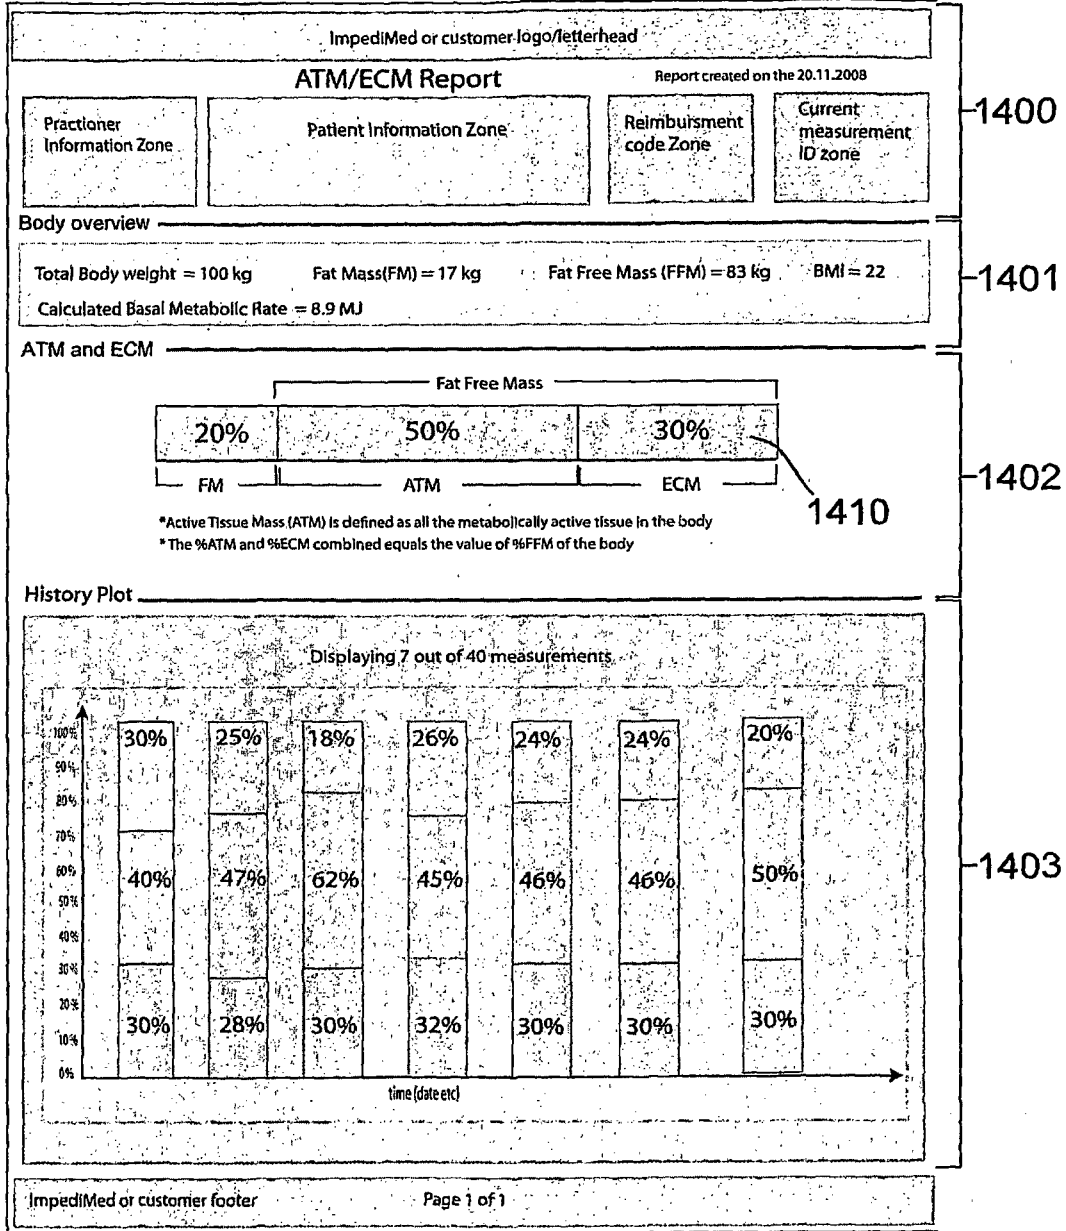 ImpediMed or customer logo/letterhead
ATM/ECM Report
Report created on the 20.11.2008
1400
Practioner
Information Zone
Patient Information Zone
Reimbursment
code Zone
Current
measurement
ID zone
Body overview
Total Body weight = 100 kg Fat Mass(FM) = 17 kg Fat Free Mass (FFM) = 83 kg BMI = 22
1401
Calculated Basal Metabolic Rate = 8.9 MJ
ATM and ECM
Fat Free Mass
20% 50% 30%
FM ATM ECM
1402
1410
*Active Tissue Mass (ATM) is defined as all the metabolically active tissue in the body
*The %ATM and %ECM combined equals the value of %FFM of the body
History Plot
Displaying 7 out of 40 measurements
100%
90%
80%
70%
60%
50%
40%
30%
20%
10%
0%
30% 25% 18% 26% 24% 24% 20%
40% 47% 62% 45% 46% 46% 50%
30% 28% 30% 32% 30% 30% 30%
1403
time (date etc)
ImpediMed or customer footer Page 1 of 1